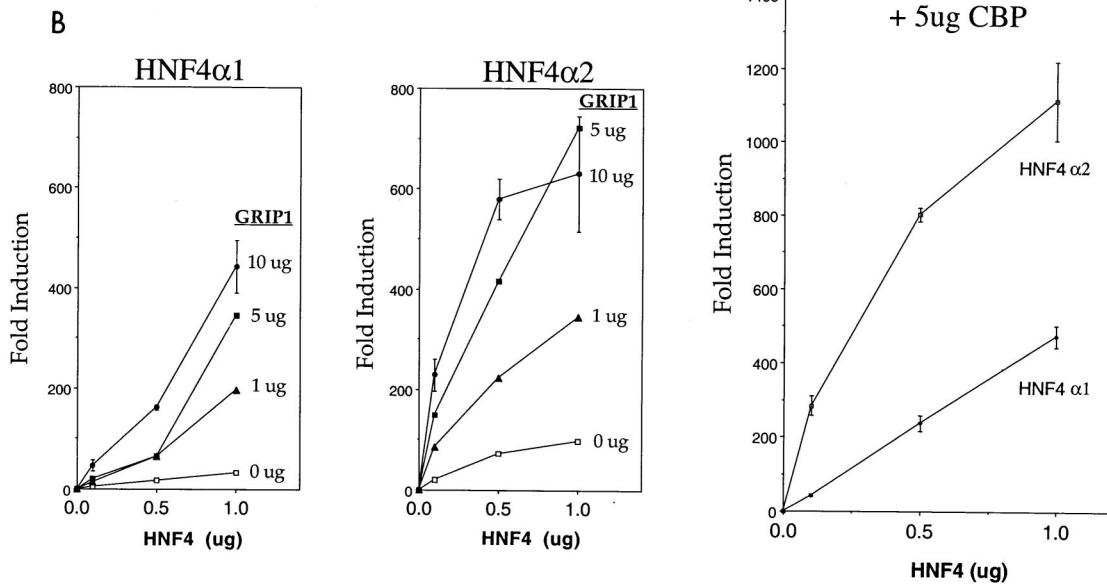 B
HNF4α1
800
600
400
200
0
Fold Induction
GRIP1
10 ug
5 ug
1 ug
0 ug
0.0 0.5 1.0
HNF4 (ug)
HNF4α2
800
600
400
200
0
Fold Induction
GRIP1
5 ug
10 ug
1 ug
0 ug
0.0 0.5 1.0
HNF4 (ug)
+ 5ug CBP
1200
1000
800
600
400
200
0
Fold Induction
HNF4 α2
HNF4 α1
0.0 0.5 1.0
HNF4 (ug)